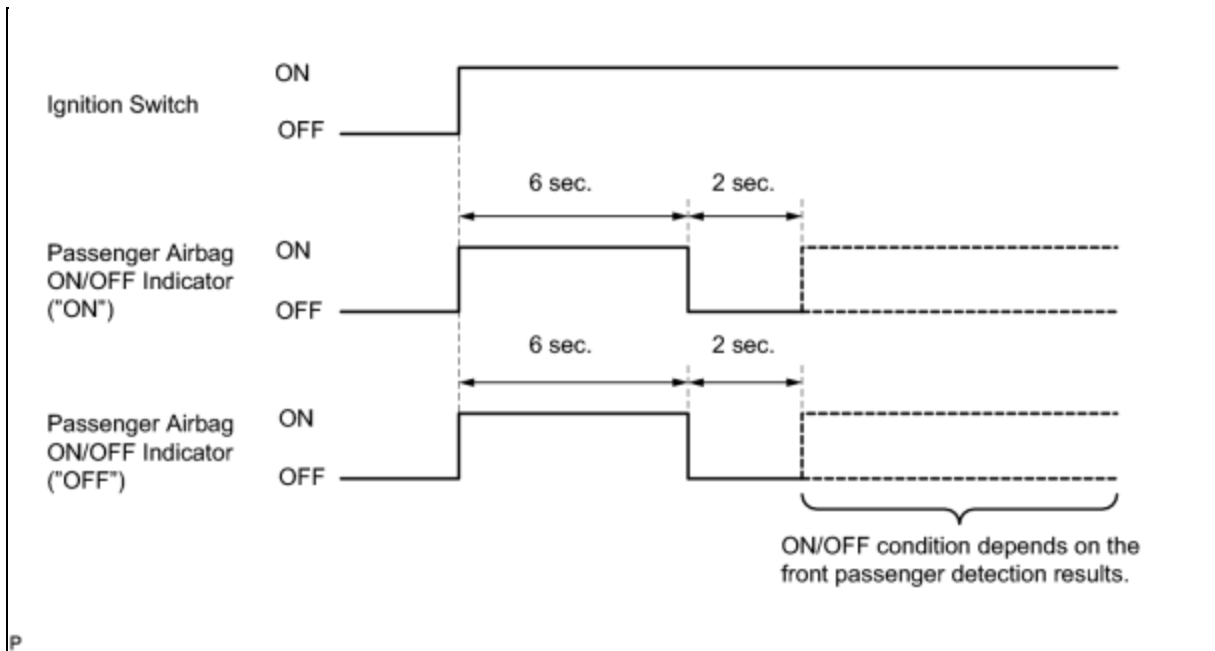 ON
Ignition Switch
OFF
6 sec.
2 sec.
Passenger Airbag
ON/OFF Indicator
("ON")
ON
OFF
6 sec.
2 sec.
Passenger Airbag
ON/OFF Indicator
("OFF")
ON
OFF
ON/OFF condition depends on the
front passenger detection results.
P